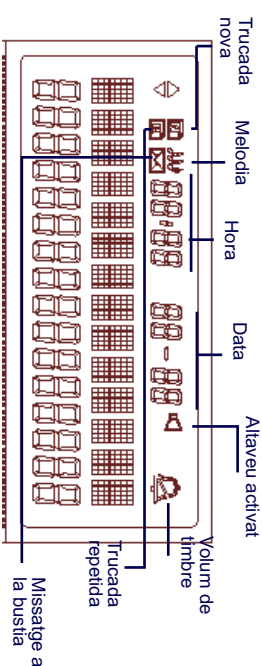 Trucada
nova
Melodia
Hora
Data
Altaveu activat
Volum de
timbre
Trucada
repetida
Missatge a
la bustia